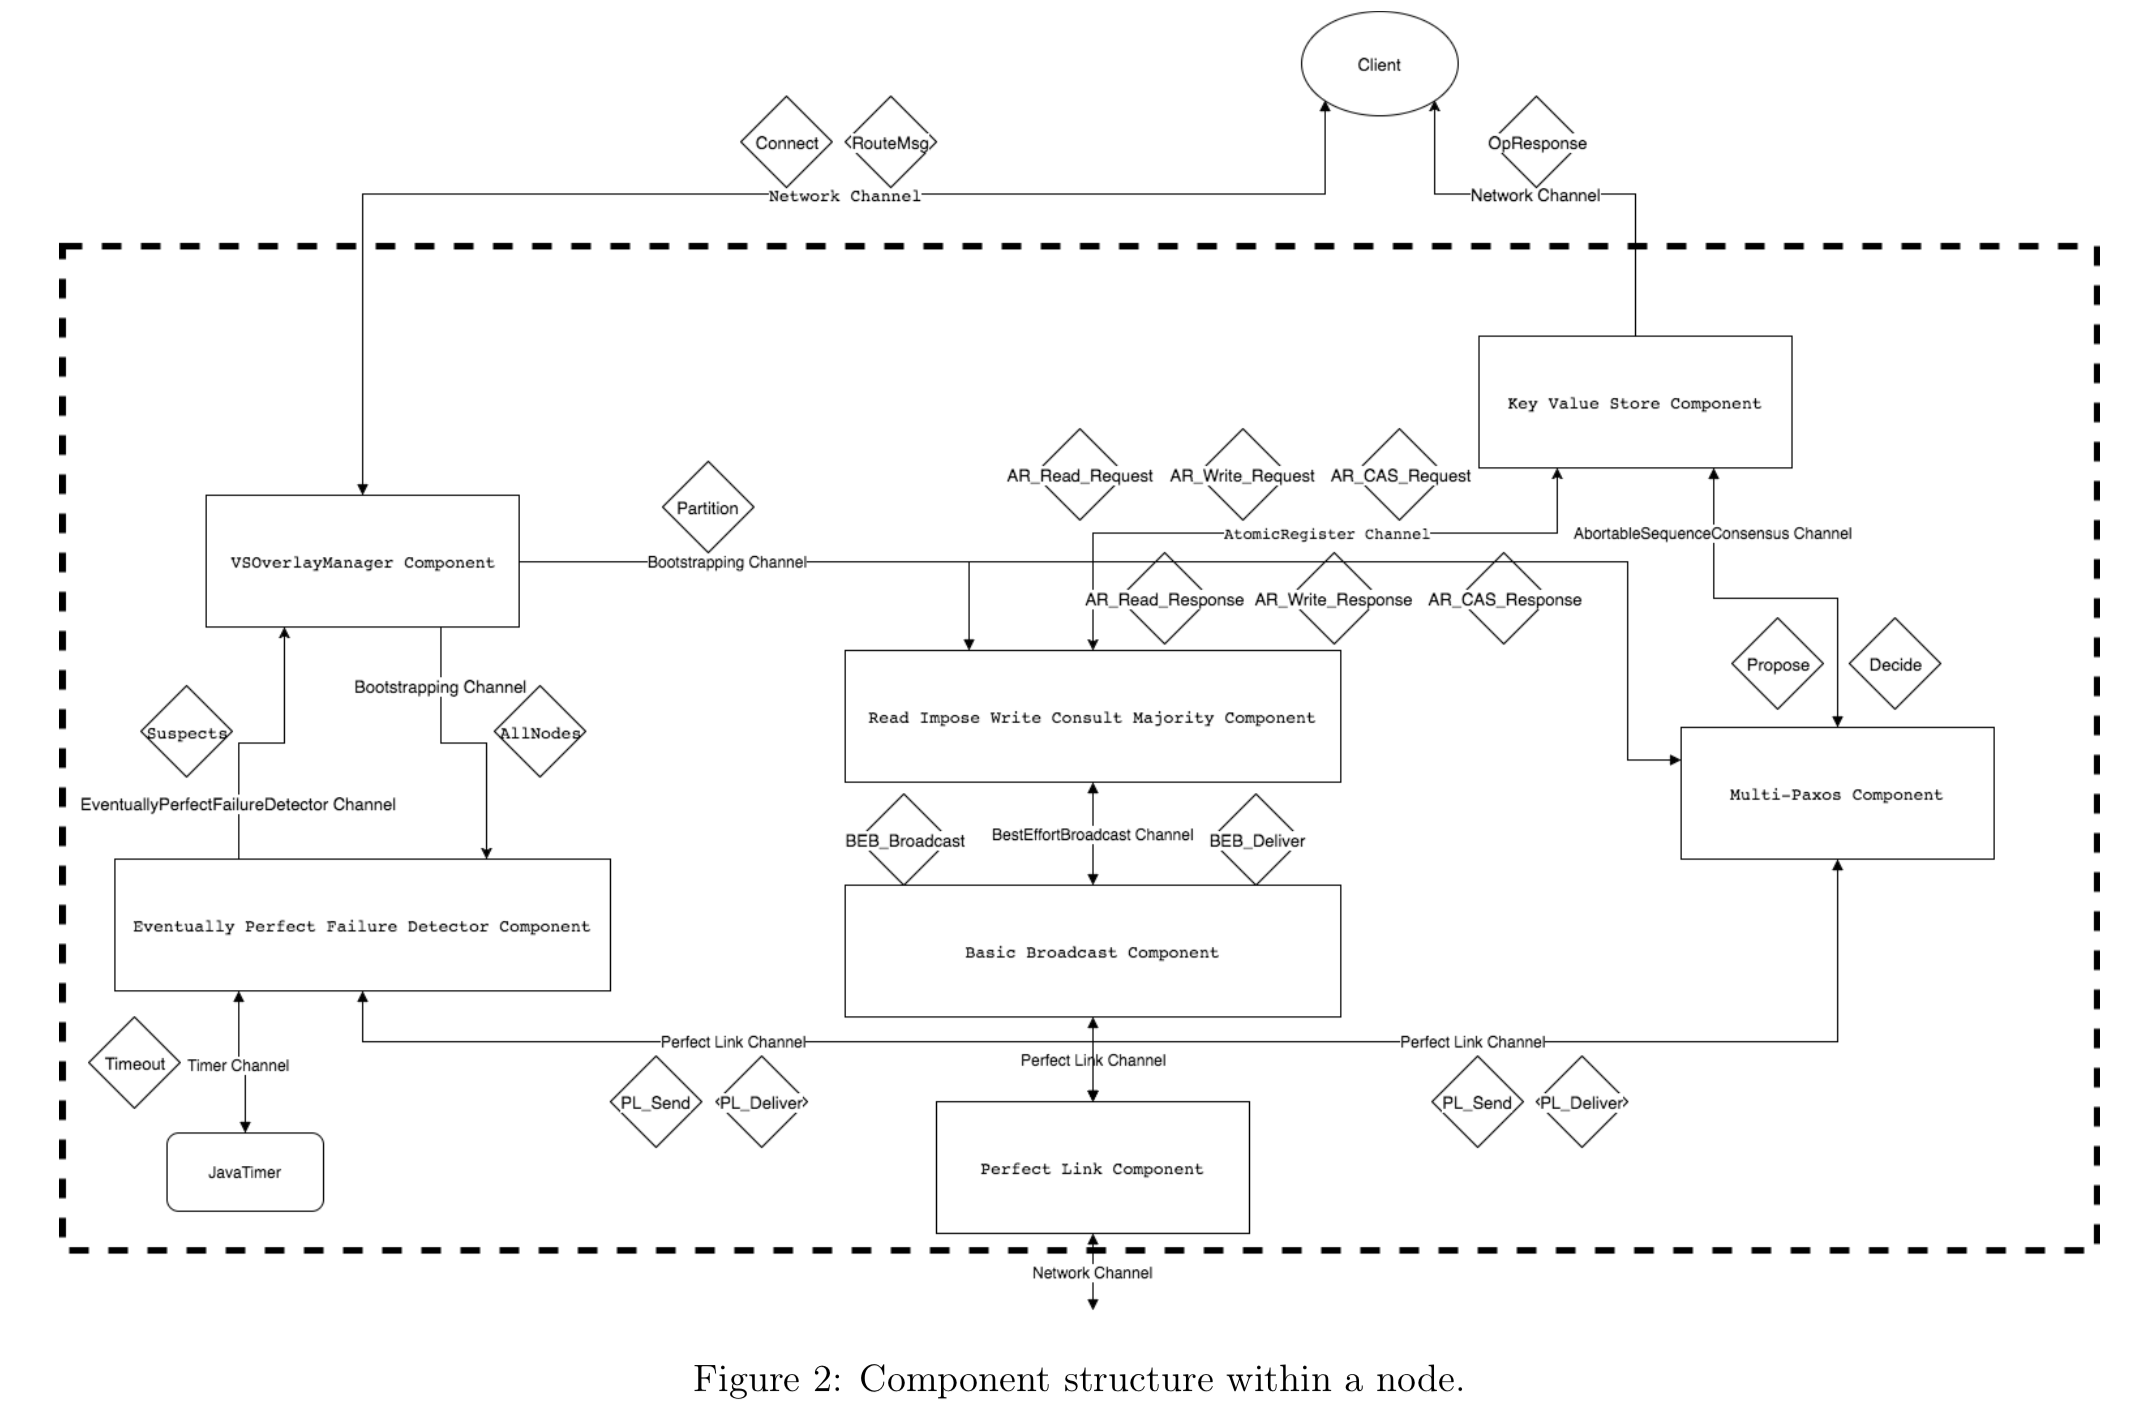 Client
Connect
RouteMsg
OpResponse
Network Channel
Network Channel
Key Value Store Component
AR_Read_Request
AR_Write_Request
AR_CAS_Request
Partition
AtomicRegister Channel
AbortableSequenceConsensus Channel
VSOverlayManager Component
Bootstrapping Channel
AR_Read_Response
AR_Write_Response
AR_CAS_Response
Propose
Decide
Bootstrapping Channel
Suspects
AllNodes
Read Impose Write Consult Majority Component
Multi-Paxos Component
EventuallyPerfectFailureDetector Channel
BEB_Broadcast
BestEffortBroadcast Channel
BEB_Deliver
Eventually Perfect Failure Detector Component
Basic Broadcast Component
Perfect Link Channel
Perfect Link Channel
Perfect Link Channel
Timeout
Timer Channel
PL_Send
PL_Deliver
PL_Send
PL_Deliver
JavaTimer
Perfect Link Component
Network Channel
Figure 2: Component structure within a node.